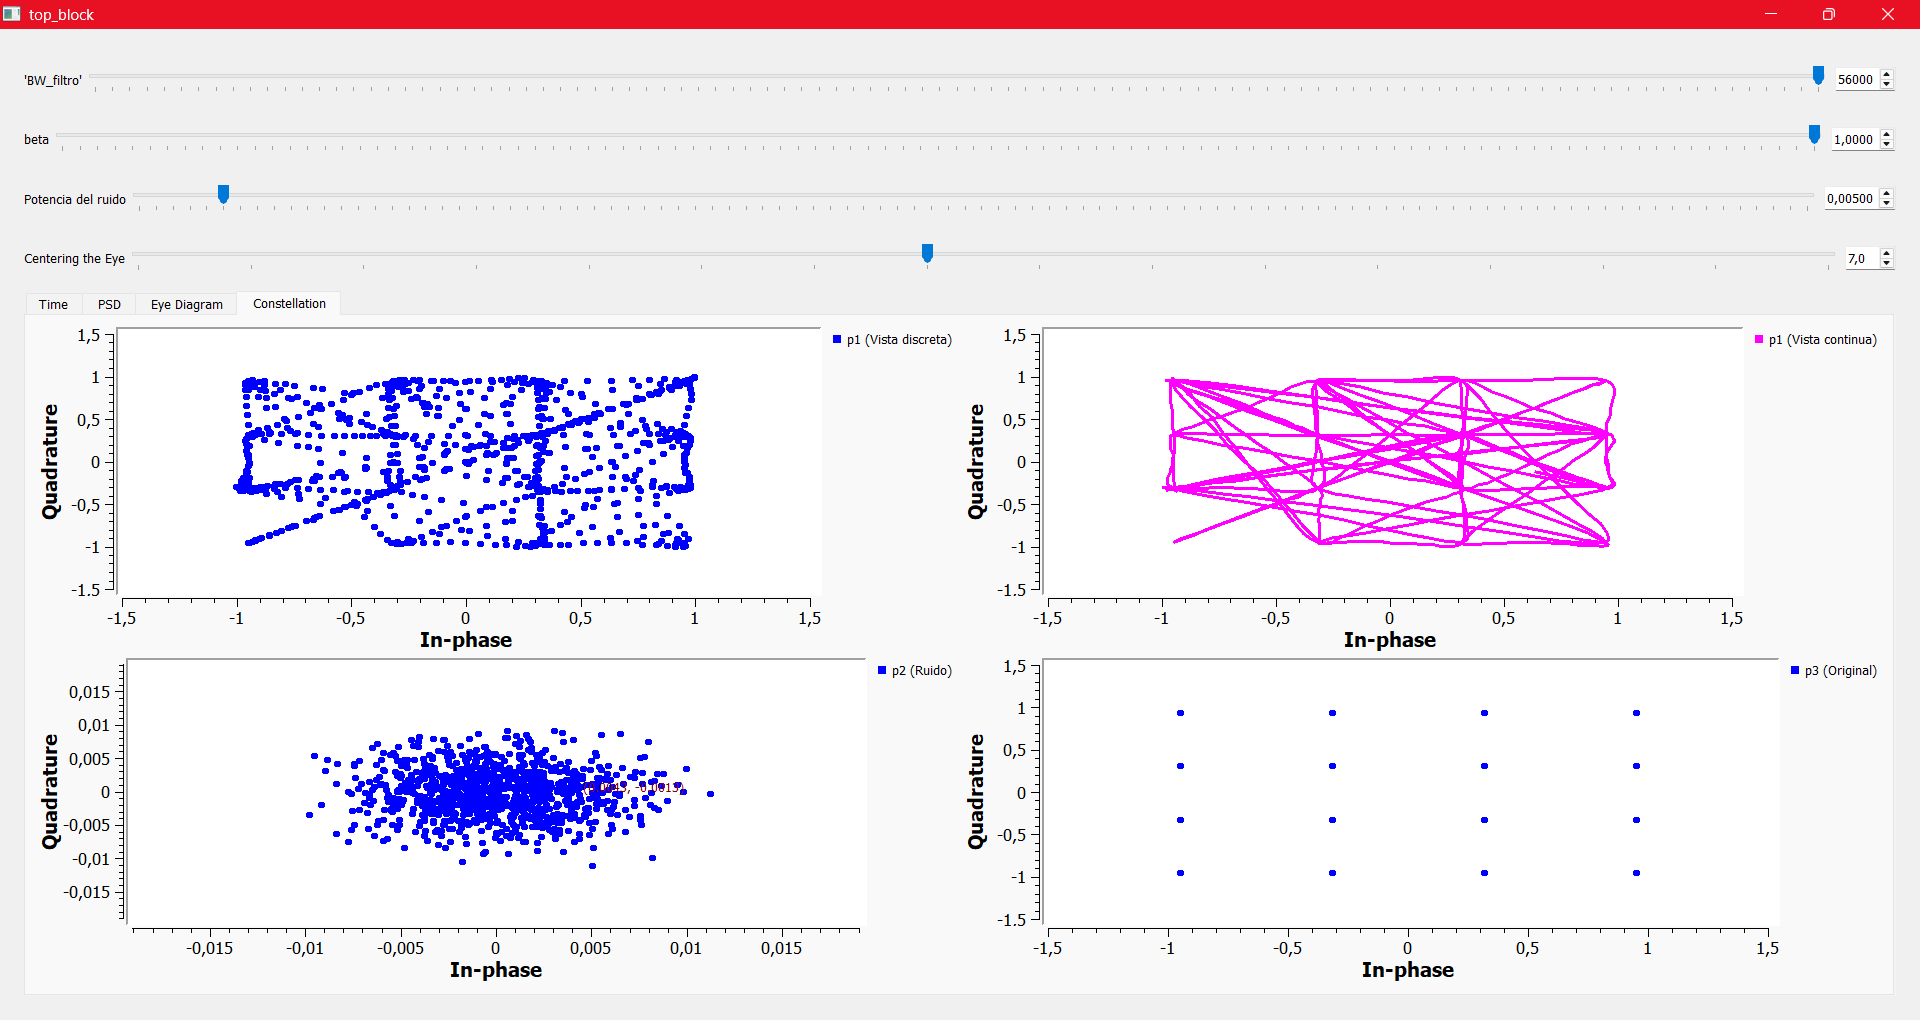 top_block
'BW_filtro' 56000
beta 1,0000
Potencia del ruido 0,00500
Centering the Eye 7,0
Time PSD Eye Diagram Constellation
p1 (Vista discreta)
1,5
1
0,5
0
-0,5
-1
-1.5
Quadrature
-1,5 -1 -0,5 0 0,5 1 1,5
In-phase
p1 (Vista continua)
1,5
1
0,5
0
-0,5
-1
-1.5
Quadrature
-1,5 -1 -0,5 0 0,5 1 1,5
In-phase
p2 (Ruido)
0,015
0,01
0,005
0
-0,005
-0,01
-0,015
Quadrature
-0,015 -0,01 -0,005 0 0,005 0,01 0,015
In-phase
p3 (Original)
1,5
1
0,5
0
-0,5
-1
-1.5
Quadrature
-1,5 -1 -0,5 0 0,5 1 1,5
In-phase